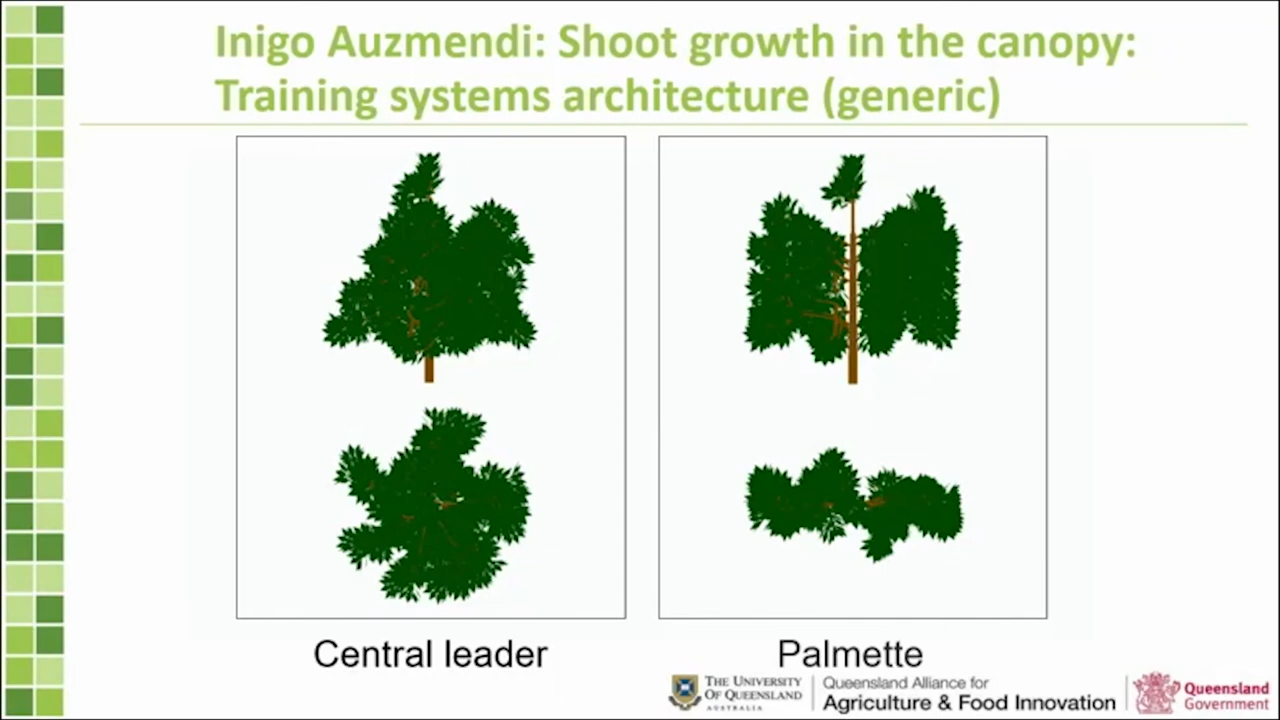 Inigo Auzmendi: Shoot growth in the canopy:
Training systems architecture (generic)
Central leader
Palmette
THE UNIVERSITY
OF QUEENSLAND
AUSTRALIA
Queensland Alliance for
Agriculture & Food Innovation
Queensland
Government